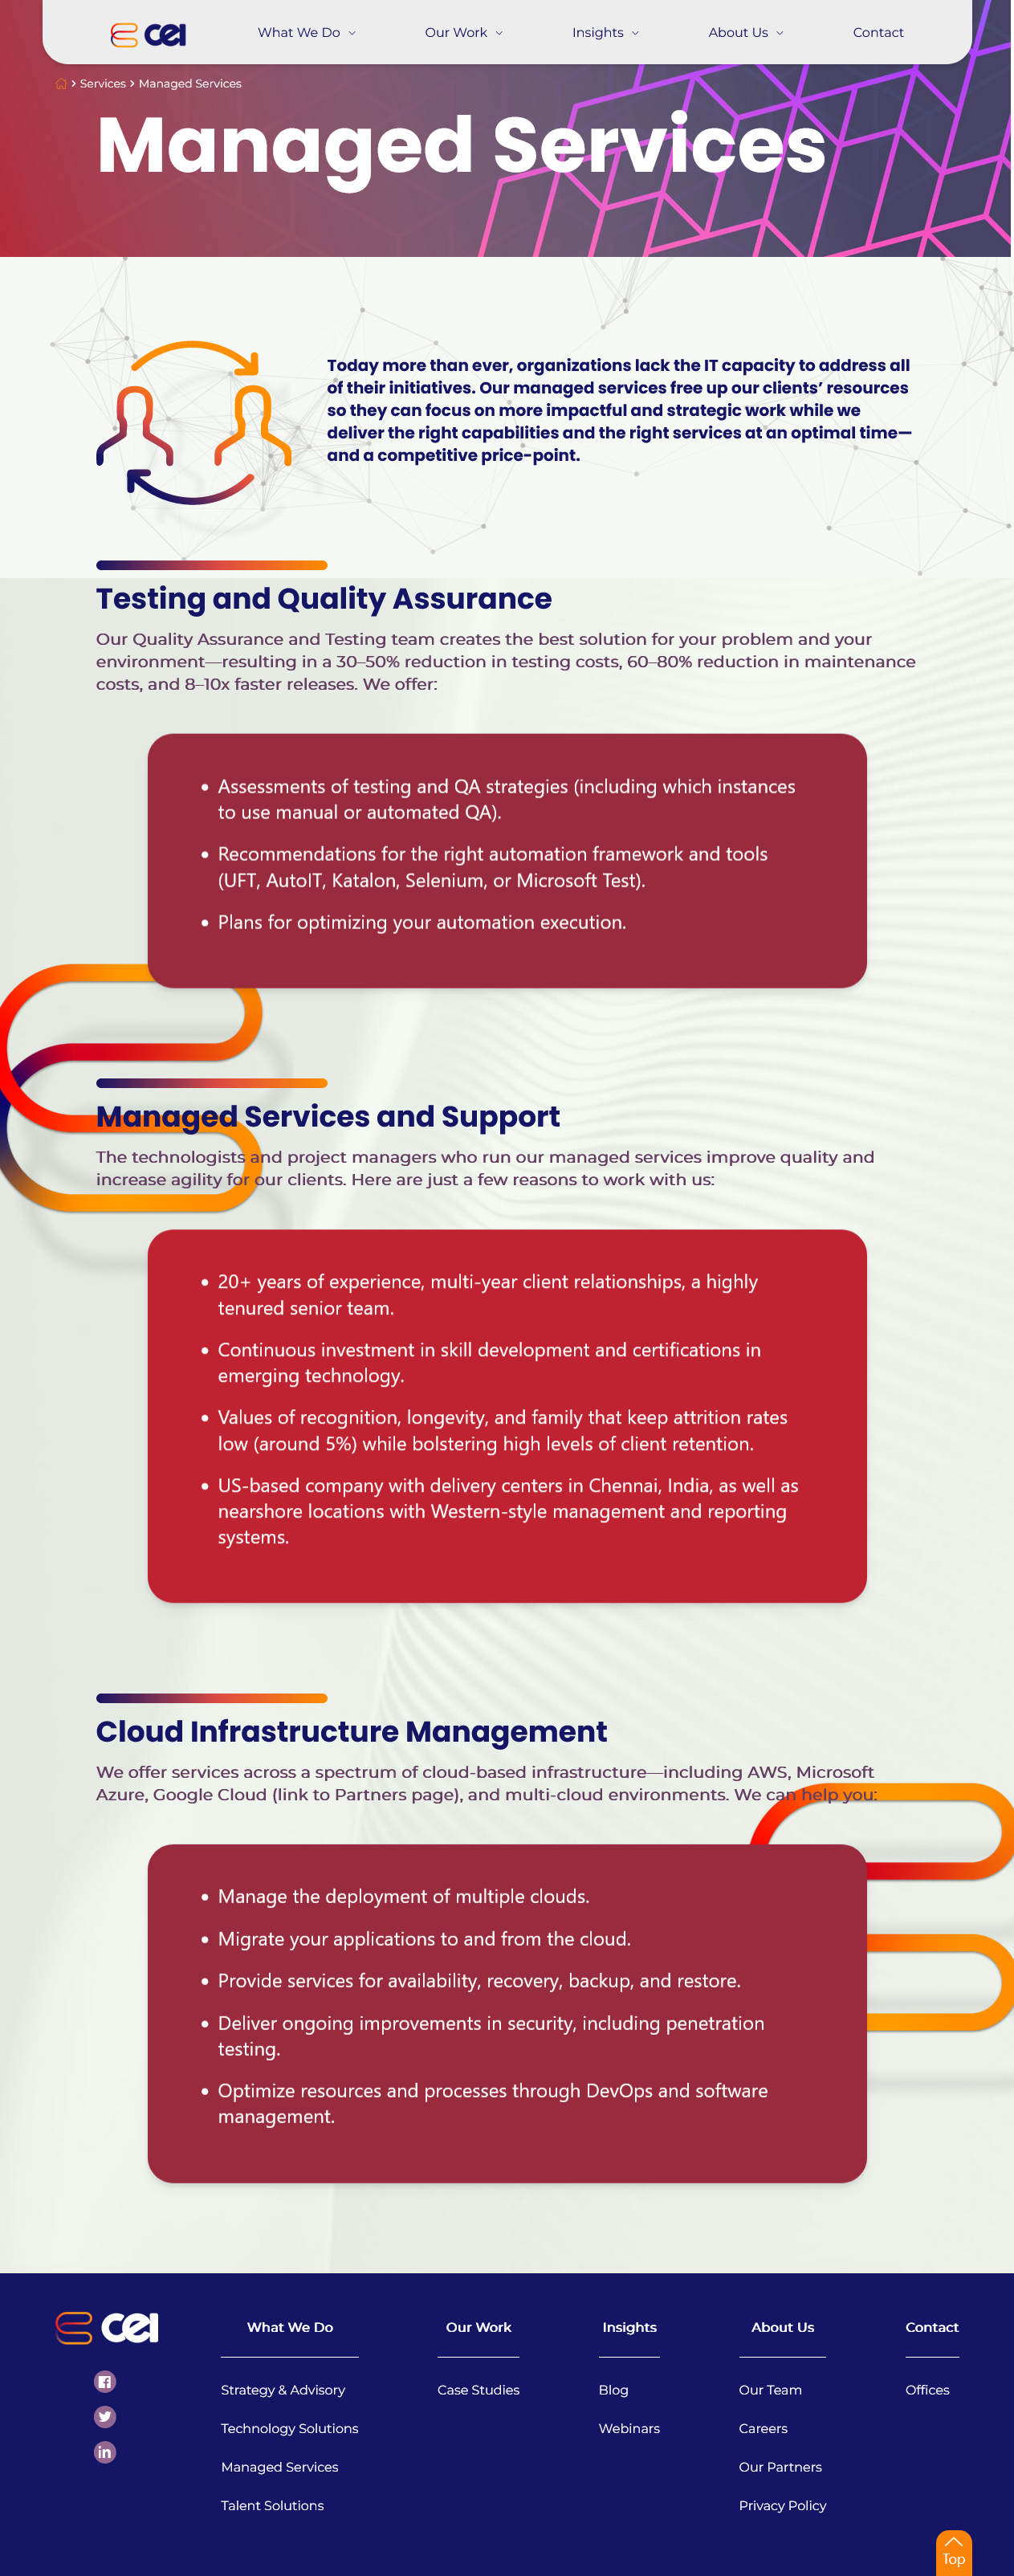 cei
What We Do
Our Work
Insights
About Us
Contact
Services
Managed Services
Managed Services
Today more than ever, organizations lack the IT capacity to address all
of their initiatives. Our managed services free up our clients’ resources
so they can focus on more impactful and strategic work while we
deliver the right capabilities and the right services at an optimal time—
and a competitive price-point.
Testing and Quality Assurance
Our Quality Assurance and Testing team creates the best solution for your problem and your
environment—resulting in a 30–50% reduction in testing costs, 60–80% reduction in maintenance
costs, and 8–10x faster releases. We offer:
• Assessments of testing and QA strategies (including which instances
to use manual or automated QA).
• Recommendations for the right automation framework and tools
(UFT, AutoIT, Katalon, Selenium, or Microsoft Test).
• Plans for optimizing your automation execution.
Managed Services and Support
The technologists and project managers who run our managed services improve quality and
increase agility for our clients. Here are just a few reasons to work with us:
• 20+ years of experience, multi-year client relationships, a highly
tenured senior team.
• Continuous investment in skill development and certifications in
emerging technology.
• Values of recognition, longevity, and family that keep attrition rates
low (around 5%) while bolstering high levels of client retention.
• US-based company with delivery centers in Chennai, India, as well as
nearshore locations with Western-style management and reporting
systems.
Cloud Infrastructure Management
We offer services across a spectrum of cloud-based infrastructure—including AWS, Microsoft
Azure, Google Cloud (link to Partners page), and multi-cloud environments. We can help you:
• Manage the deployment of multiple clouds.
• Migrate your applications to and from the cloud.
• Provide services for availability, recovery, backup, and restore.
• Deliver ongoing improvements in security, including penetration
testing.
• Optimize resources and processes through DevOps and software
management.
cei
What We Do
Strategy & Advisory
Technology Solutions
Managed Services
Talent Solutions
Our Work
Case Studies
Insights
Blog
Webinars
About Us
Our Team
Careers
Our Partners
Privacy Policy
Contact
Offices
Top